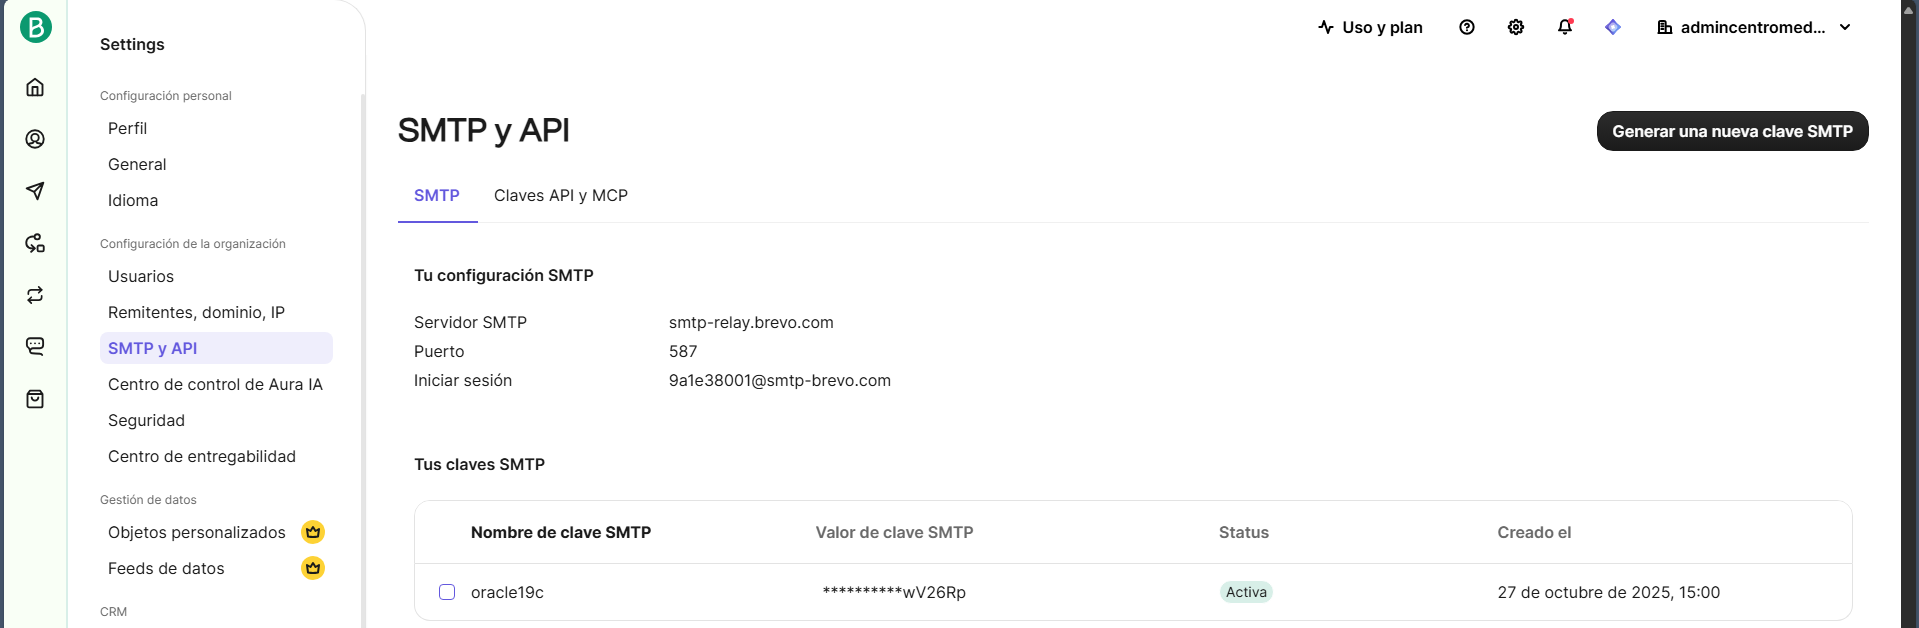 B
Settings
Configuración personal
Perfil
General
Idioma
Configuración de la organización
Usuarios
Remitentes, dominio, IP
SMTP y API
Centro de control de Aura IA
Seguridad
Centro de entregabilidad
Gestión de datos
Objetos personalizados
Feeds de datos
CRM
Uso y plan
admincentromed...
SMTP y API
Generar una nueva clave SMTP
SMTP Claves API y MCP
Tu configuración SMTP
Servidor SMTP smtp-relay.brevo.com
Puerto 587
Iniciar sesión 9a1e38001@smtp-brevo.com
Tus claves SMTP
Nombre de clave SMTP Valor de clave SMTP Status Creado el
oracle19c **********wV26Rp Activa 27 de octubre de 2025, 15:00